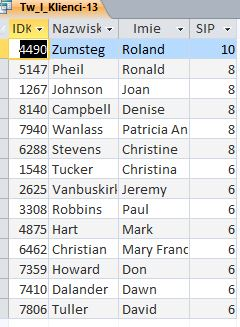 Tw_I_Klienci-13
IDK Nazwisk Imie SIP
4490 Zumsteg Roland 10
5147 Pheil Ronald 8
1267 Johnson Joan 8
8140 Campbell Denise 8
7940 Wanlass Patricia An 8
6288 Stevens Christine 8
1548 Tucker Christina 6
2625 Vanbuskirk Jeremy 6
3308 Robbins Paul 6
4875 Hart Mark 6
6462 Christian Mary Franc 6
7359 Howard Don 6
7410 Dalander Dawn 6
7806 Tuller David 6